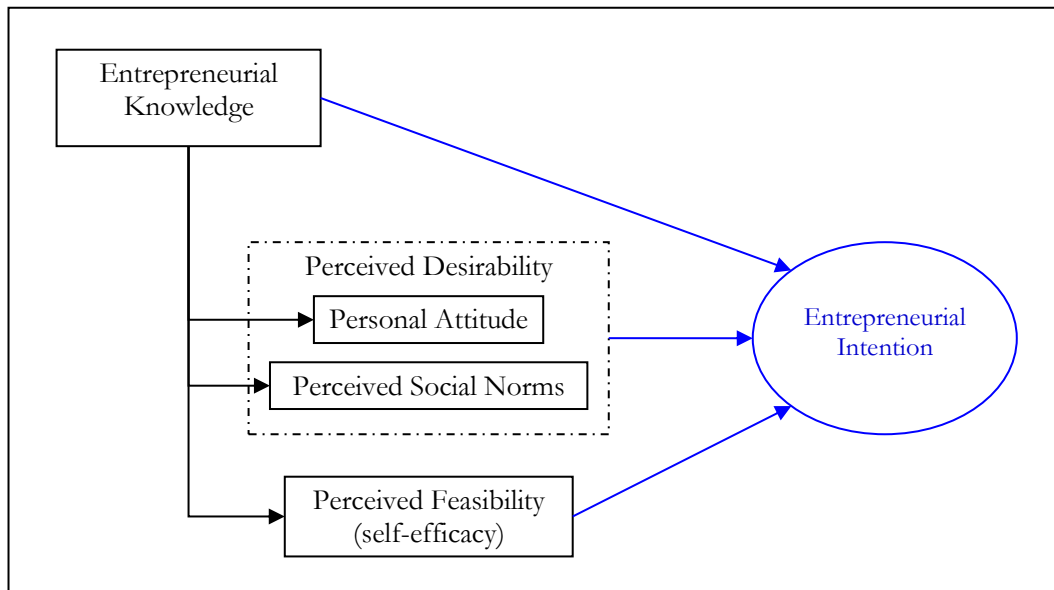 Entrepreneurial
Knowledge
Perceived Desirability
Personal Attitude
Perceived Social Norms
Entrepreneurial
Intention
Perceived Feasibility
(self-efficacy)